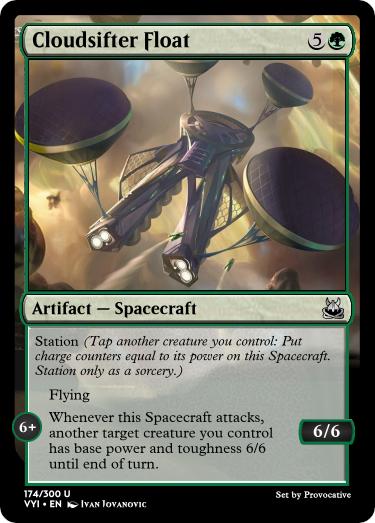 Cloudsifter Float 5
Artifact — Spacecraft
Station (Tap another creature you control: Put
charge counters equal to its power on this Spacecraft.
Station only as a sorcery.)
Flying
6+
Whenever this Spacecraft attacks,
another target creature you control
has base power and toughness 6/6
until end of turn.
6/6
174/300 U
Set by Provocative
VYI • EN Ivan Jovanovic